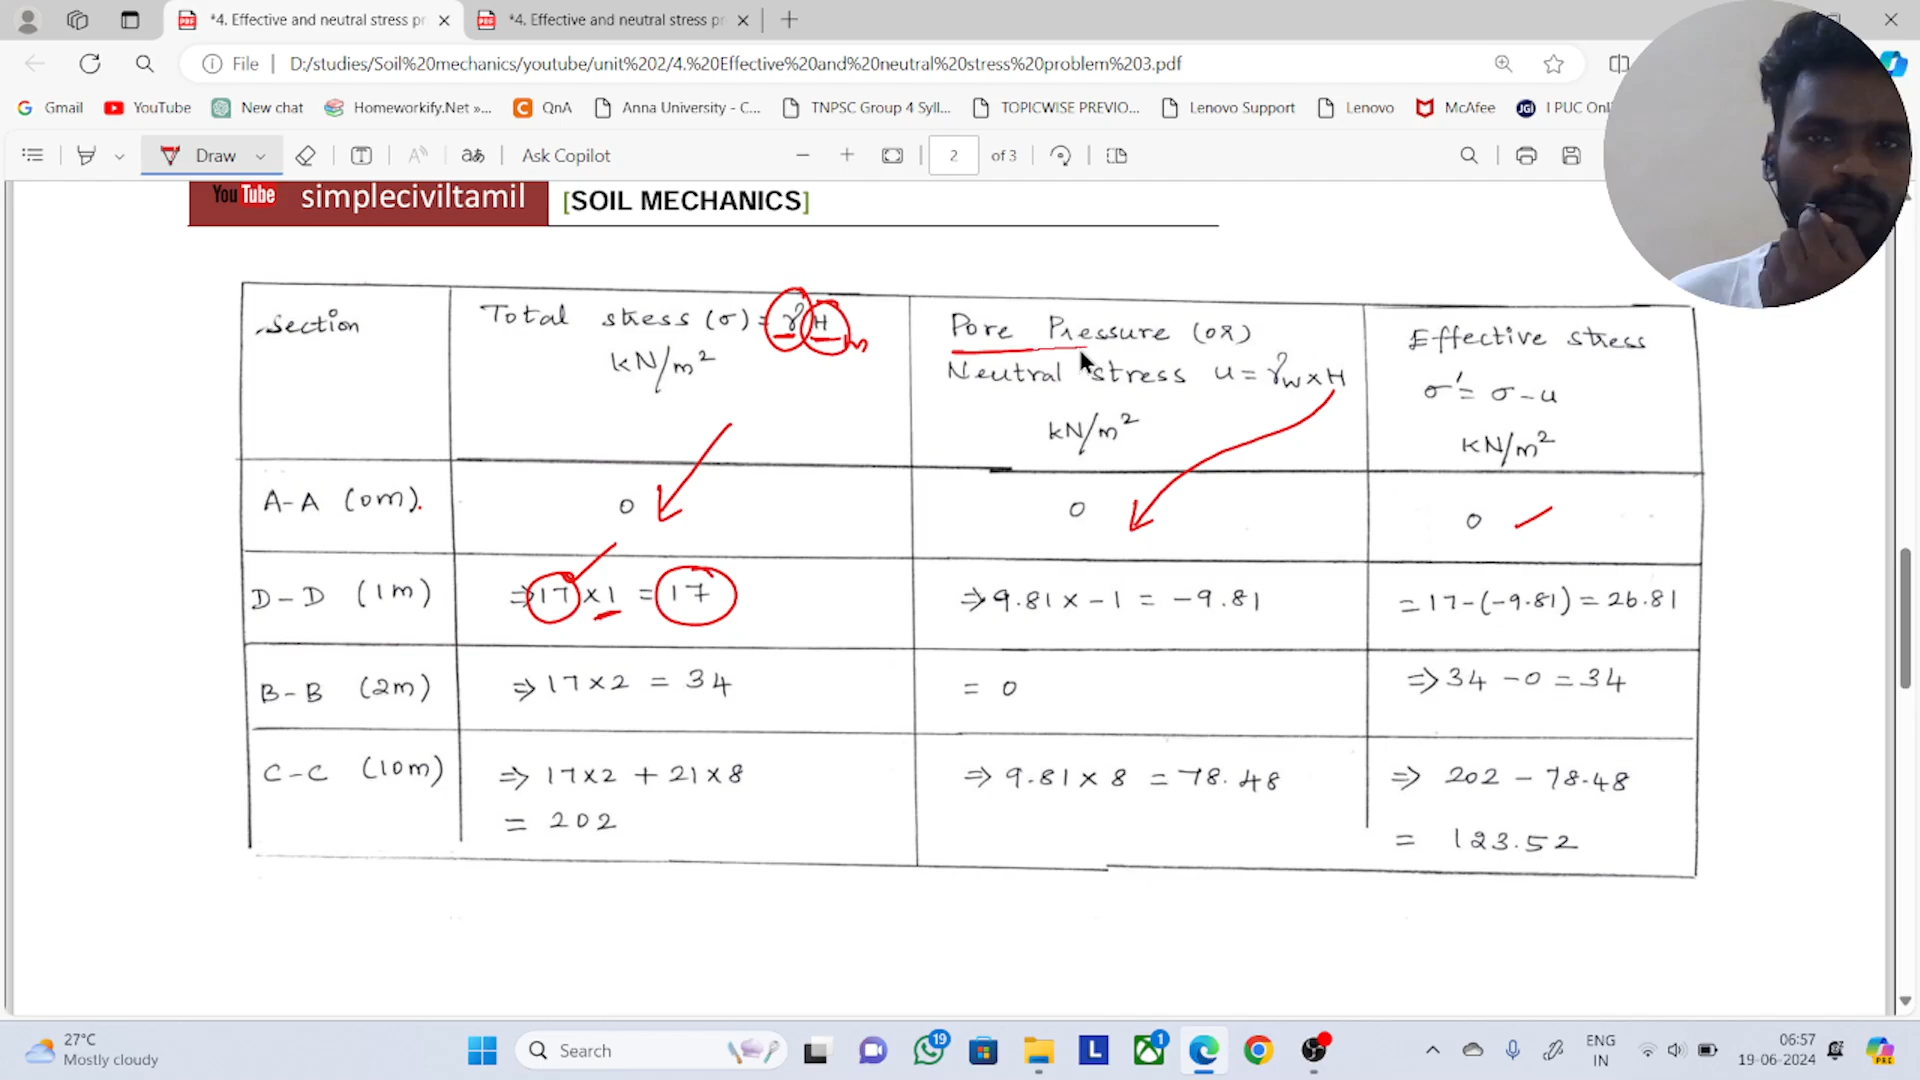 *4. Effective and neutral stress pr
*4. Effective and neutral stress pr
File
D:/studies/Soil%20mechanics/youtube/unit%202/4.%20Effective%20and%20neutral%20stress%20problem%203.pdf
Gmail
YouTube
New chat
Homeworkify.Net »...
QnA
Anna University - C...
TNPSC Group 4 Syll...
TOPICWISE PREVIO...
Lenovo Support
Lenovo
McAfee
I PUC Onl
Draw
Ask Copilot
2
of 3
You Tube simpleciviltamil [SOIL MECHANICS]
Section
Total stress (σ) = γ H
kN/m²
m
Pore Pressure (or)
Neutral stress u = γw × H
kN/m²
Effective stress
σ' = σ - u
kN/m²
A-A (0m).
0
0
0
D-D (1m)
⇒ 17 × 1 = 17
⇒ 9.81 × -1 = -9.81
= 17-(-9.81) = 26.81
B-B (2m)
⇒ 17×2 = 34
= 0
⇒ 34 - 0 = 34
C-C (10m)
⇒ 17×2 + 21×8
= 202
⇒ 9.81 × 8 = 78.48
⇒ 202 - 78.48
= 123.52
27°C
Mostly cloudy
Search
19
1
ENG
IN
06:57
19-06-2024